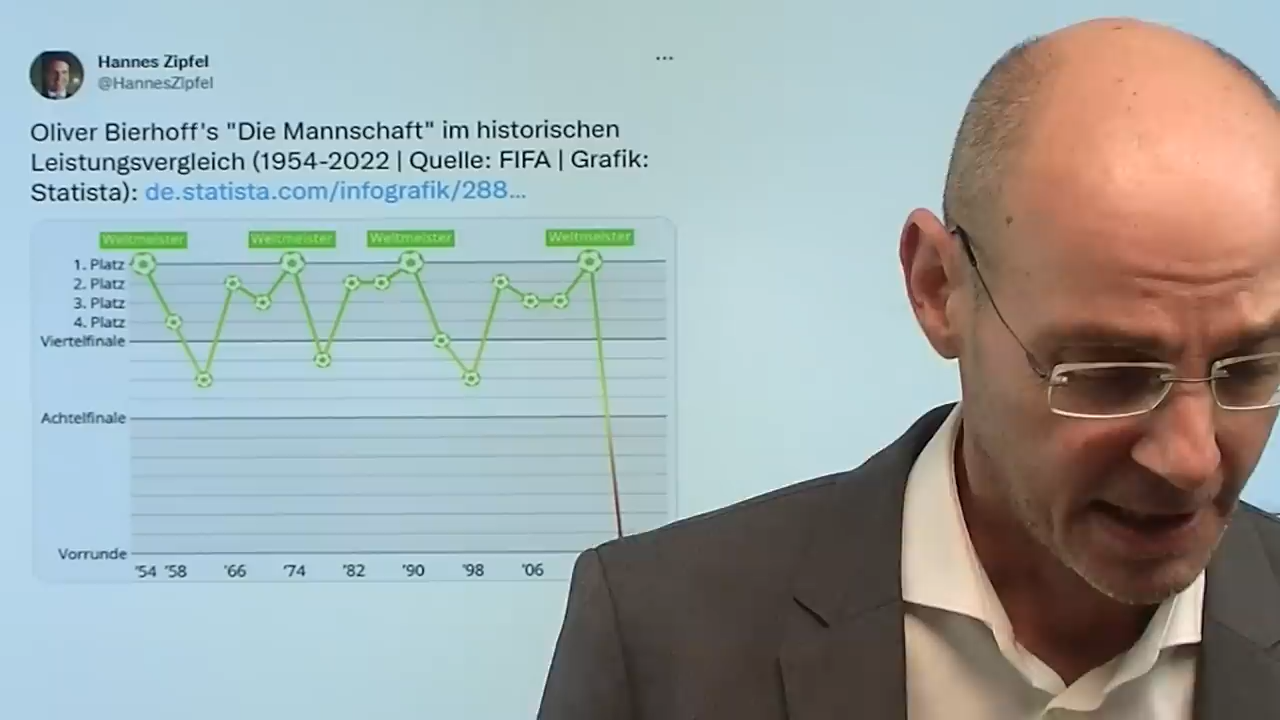 Hannes Zipfel
@HannesZipfel
...
Oliver Bierhoff's "Die Mannschaft" im historischen
Leistungsvergleich (1954-2022 | Quelle: FIFA | Grafik:
Statista): de.statista.com/infografik/288...
Weltmeister Weltmeister Weltmeister Weltmeister
1. Platz
2. Platz
3. Platz
4. Platz
Viertelfinale
Achtelfinale
Vorrunde
'54 '58 '66 '74 '82 '90 '98 '06